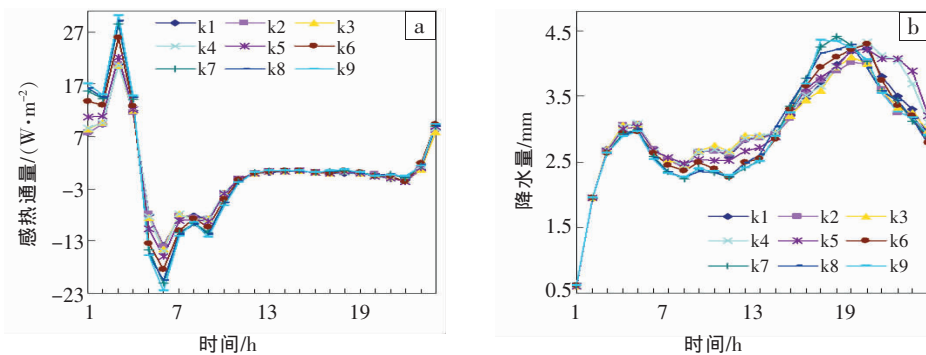 a
感热通量/(W·m⁻²)
27
17
7
-3
-13
-23
k1 k2 k3
k4 k5 k6
k7 k8 k9
1 7 13 19
时间/h
b
降水量/mm
4.5
3.5
2.5
1.5
0.5
k1 k2 k3
k4 k5 k6
k7 k8 k9
1 7 13 19
时间/h